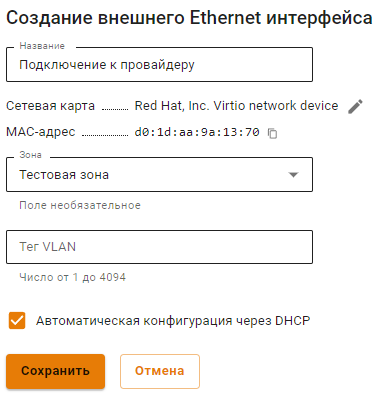 Создание внешнего Ethernet интерфейса
Название
Подключение к провайдеру
Сетевая карта ........ Red Hat, Inc. Virtio network device
MAC-адрес ............. d0:1d:aa:9a:13:70
Зона
Тестовая зона
Поле необязательное
Тег VLAN
Число от 1 до 4094
Автоматическая конфигурация через DHCP
Сохранить
Отмена